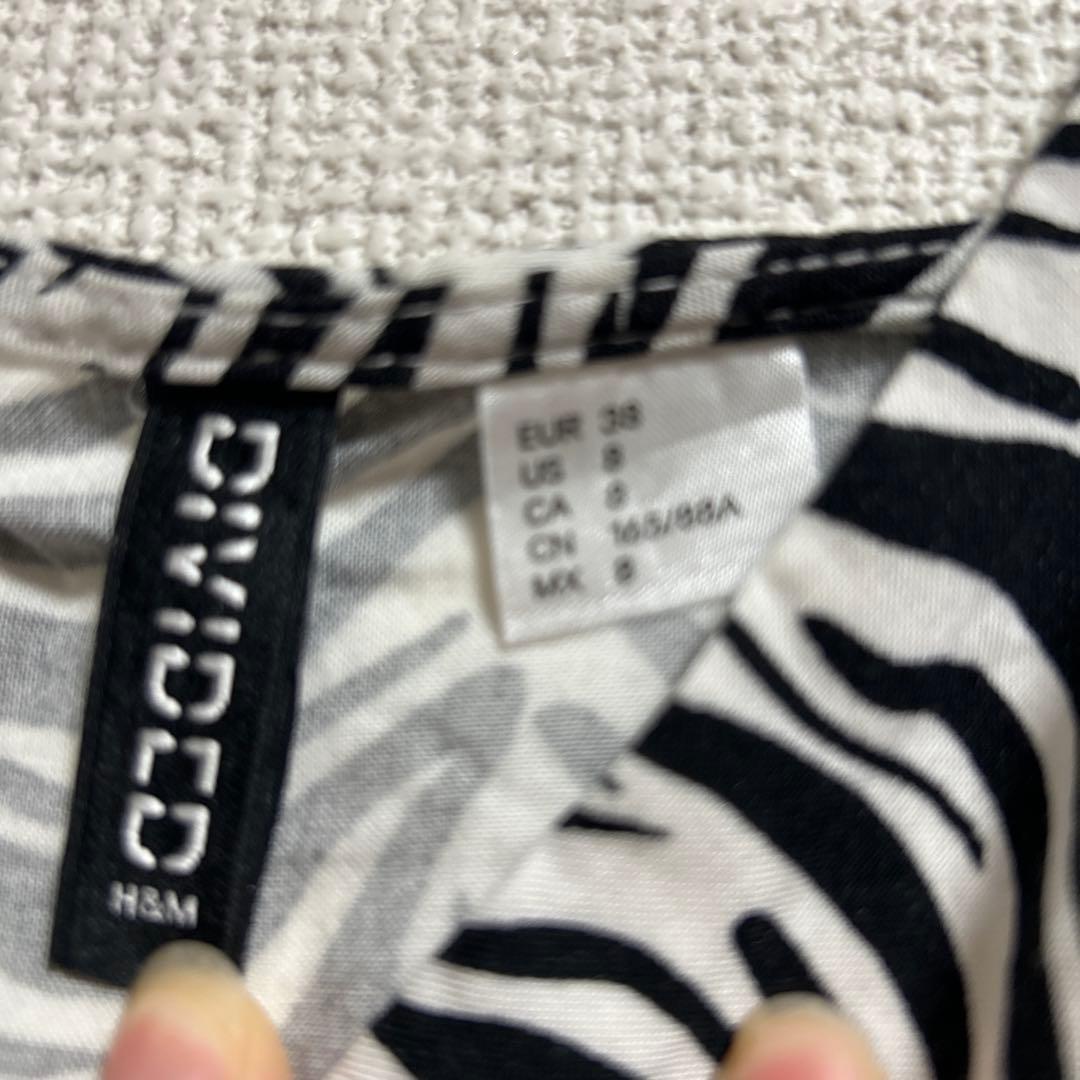 DIVIDED
H&M
EUR 38
US 8
CA 8
CN 165/88A
MX 8